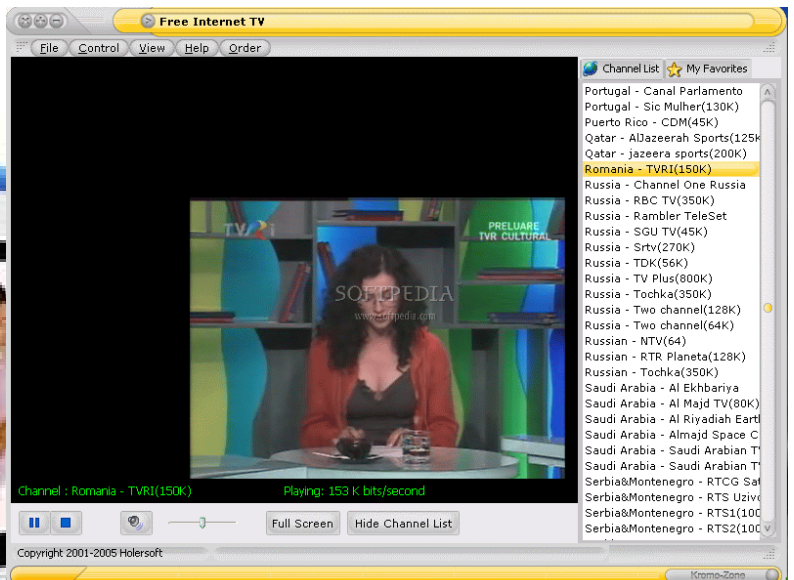 Free Internet TV
File Control View Help Order
Channel List My Favorites
Portugal - Canal Parlamento
Portugal - Sic Mulher(130K)
Puerto Rico - CDM(45K)
Qatar - AlJazeerah Sports(125K
Qatar - jazeera sports(200K)
Romania - TVRI(150K)
Russia - Channel One Russia
Russia - RBC TV(350K)
Russia - Rambler TeleSet
Russia - SGU TV(45K)
Russia - Srtv(270K)
Russia - TDK(56K)
Russia - TV Plus(800K)
Russia - Tochka(350K)
Russia - Two channel(128K)
Russia - Two channel(64K)
Russian - NTV(64)
Russian - RTR Planeta(128K)
Russian - Tochka(350K)
Saudi Arabia - Al Ekhbariya
Saudi Arabia - Al Majd TV(80K)
Saudi Arabia - Al Riyadiah Eart
Saudi Arabia - Almajd Space C
Saudi Arabia - Saudi Arabian T
Saudi Arabia - Saudi Arabian T
Serbia&Montenegro - RTCG Sat
Serbia&Montenegro - RTS Uziv
Serbia&Montenegro - RTS1(100
Serbia&Montenegro - RTS2(100
TVRi
PRELUARE
TVR CULTURAL
SOFTPEDIA
www.softpedia.com
Channel : Romania - TVRI(150K) Playing: 153 K bits/second
Full Screen Hide Channel List
Copyright 2001-2005 Holersoft
Kromo-Zone